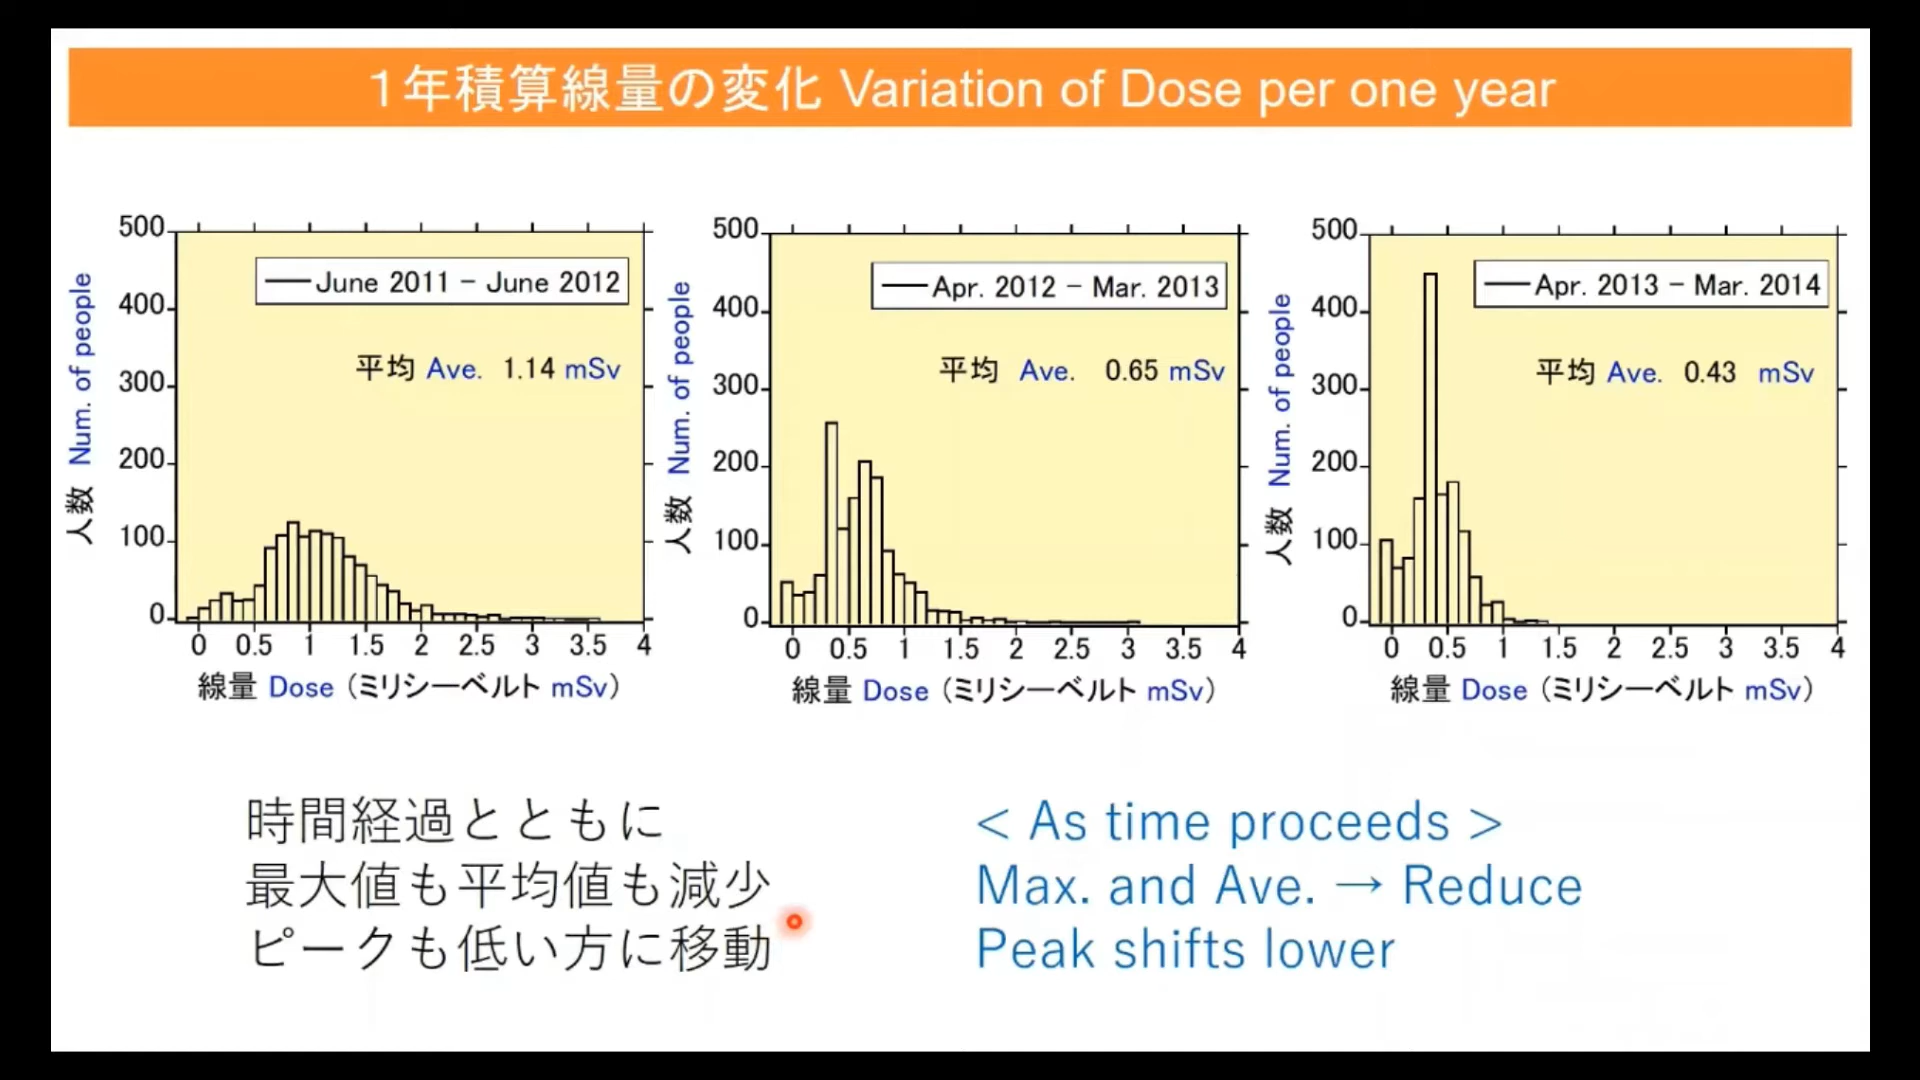 １年積算線量の変化 Variation of Dose per one year
人数 Num. of people
500
400
300
200
100
0
June 2011 − June 2012
平均 Ave. 1.14 mSv
0 0.5 1 1.5 2 2.5 3 3.5 4
線量 Dose (ミリシーベルト mSv)
人数 Num. of people
500
400
300
200
100
0
Apr. 2012 − Mar. 2013
平均 Ave. 0.65 mSv
0 0.5 1 1.5 2 2.5 3 3.5 4
線量 Dose (ミリシーベルト mSv)
人数 Num. of people
500
400
300
200
100
0
Apr. 2013 − Mar. 2014
平均 Ave. 0.43 mSv
0 0.5 1 1.5 2 2.5 3 3.5 4
線量 Dose (ミリシーベルト mSv)
時間経過とともに
最大値も平均値も減少
ピークも低い方に移動
< As time proceeds >
Max. and Ave. → Reduce
Peak shifts lower